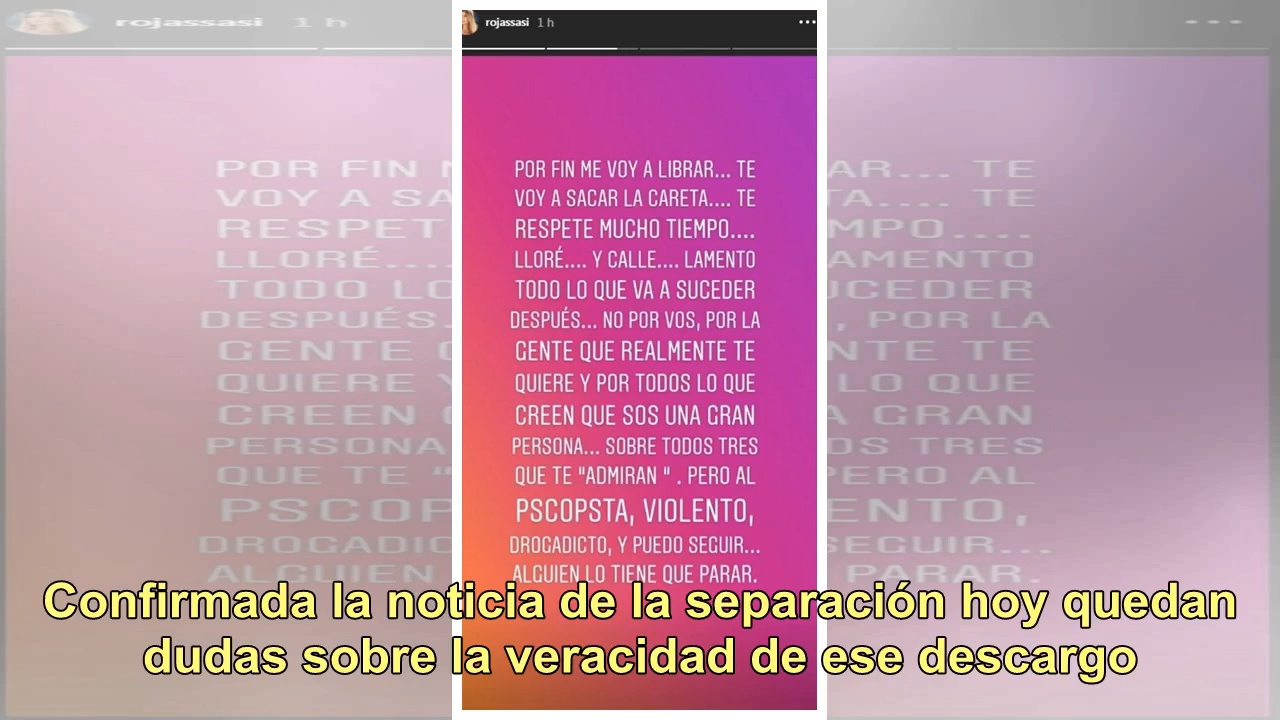 rojassasi 1 h
POR FIN ME VOY A LIBRAR... TE
VOY A SACAR LA CARETA.... TE
RESPETE MUCHO TIEMPO....
LLORÉ.... Y CALLE.... LAMENTO
TODO LO QUE VA A SUCEDER
DESPUÉS... NO POR VOS, POR LA
GENTE QUE REALMENTE TE
QUIERE Y POR TODOS LO QUE
CREEN QUE SOS UNA GRAN
PERSONA... SOBRE TODOS TRES
QUE TE "ADMIRAN " . PERO AL
PSCOPSTA, VIOLENTO,
DROGADICTO, Y PUEDO SEGUIR...
ALGUIEN LO TIENE QUE PARAR.
Confirmada la noticia de la separación hoy quedan
dudas sobre la veracidad de ese descargo